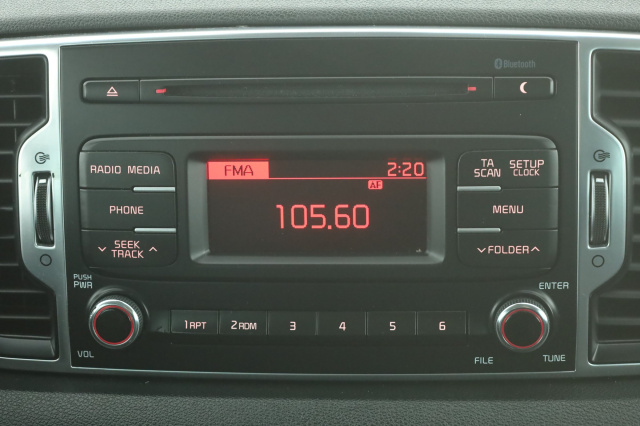 Bluetooth
RADIO MEDIA
FMA 2:20
TA
SCAN
SETUP
CLOCK
AF
PHONE
105.60
MENU
SEEK
TRACK
FOLDER
PUSH
PWR
ENTER
1 RPT 2 RDM 3 4 5 6
VOL
FILE
TUNE